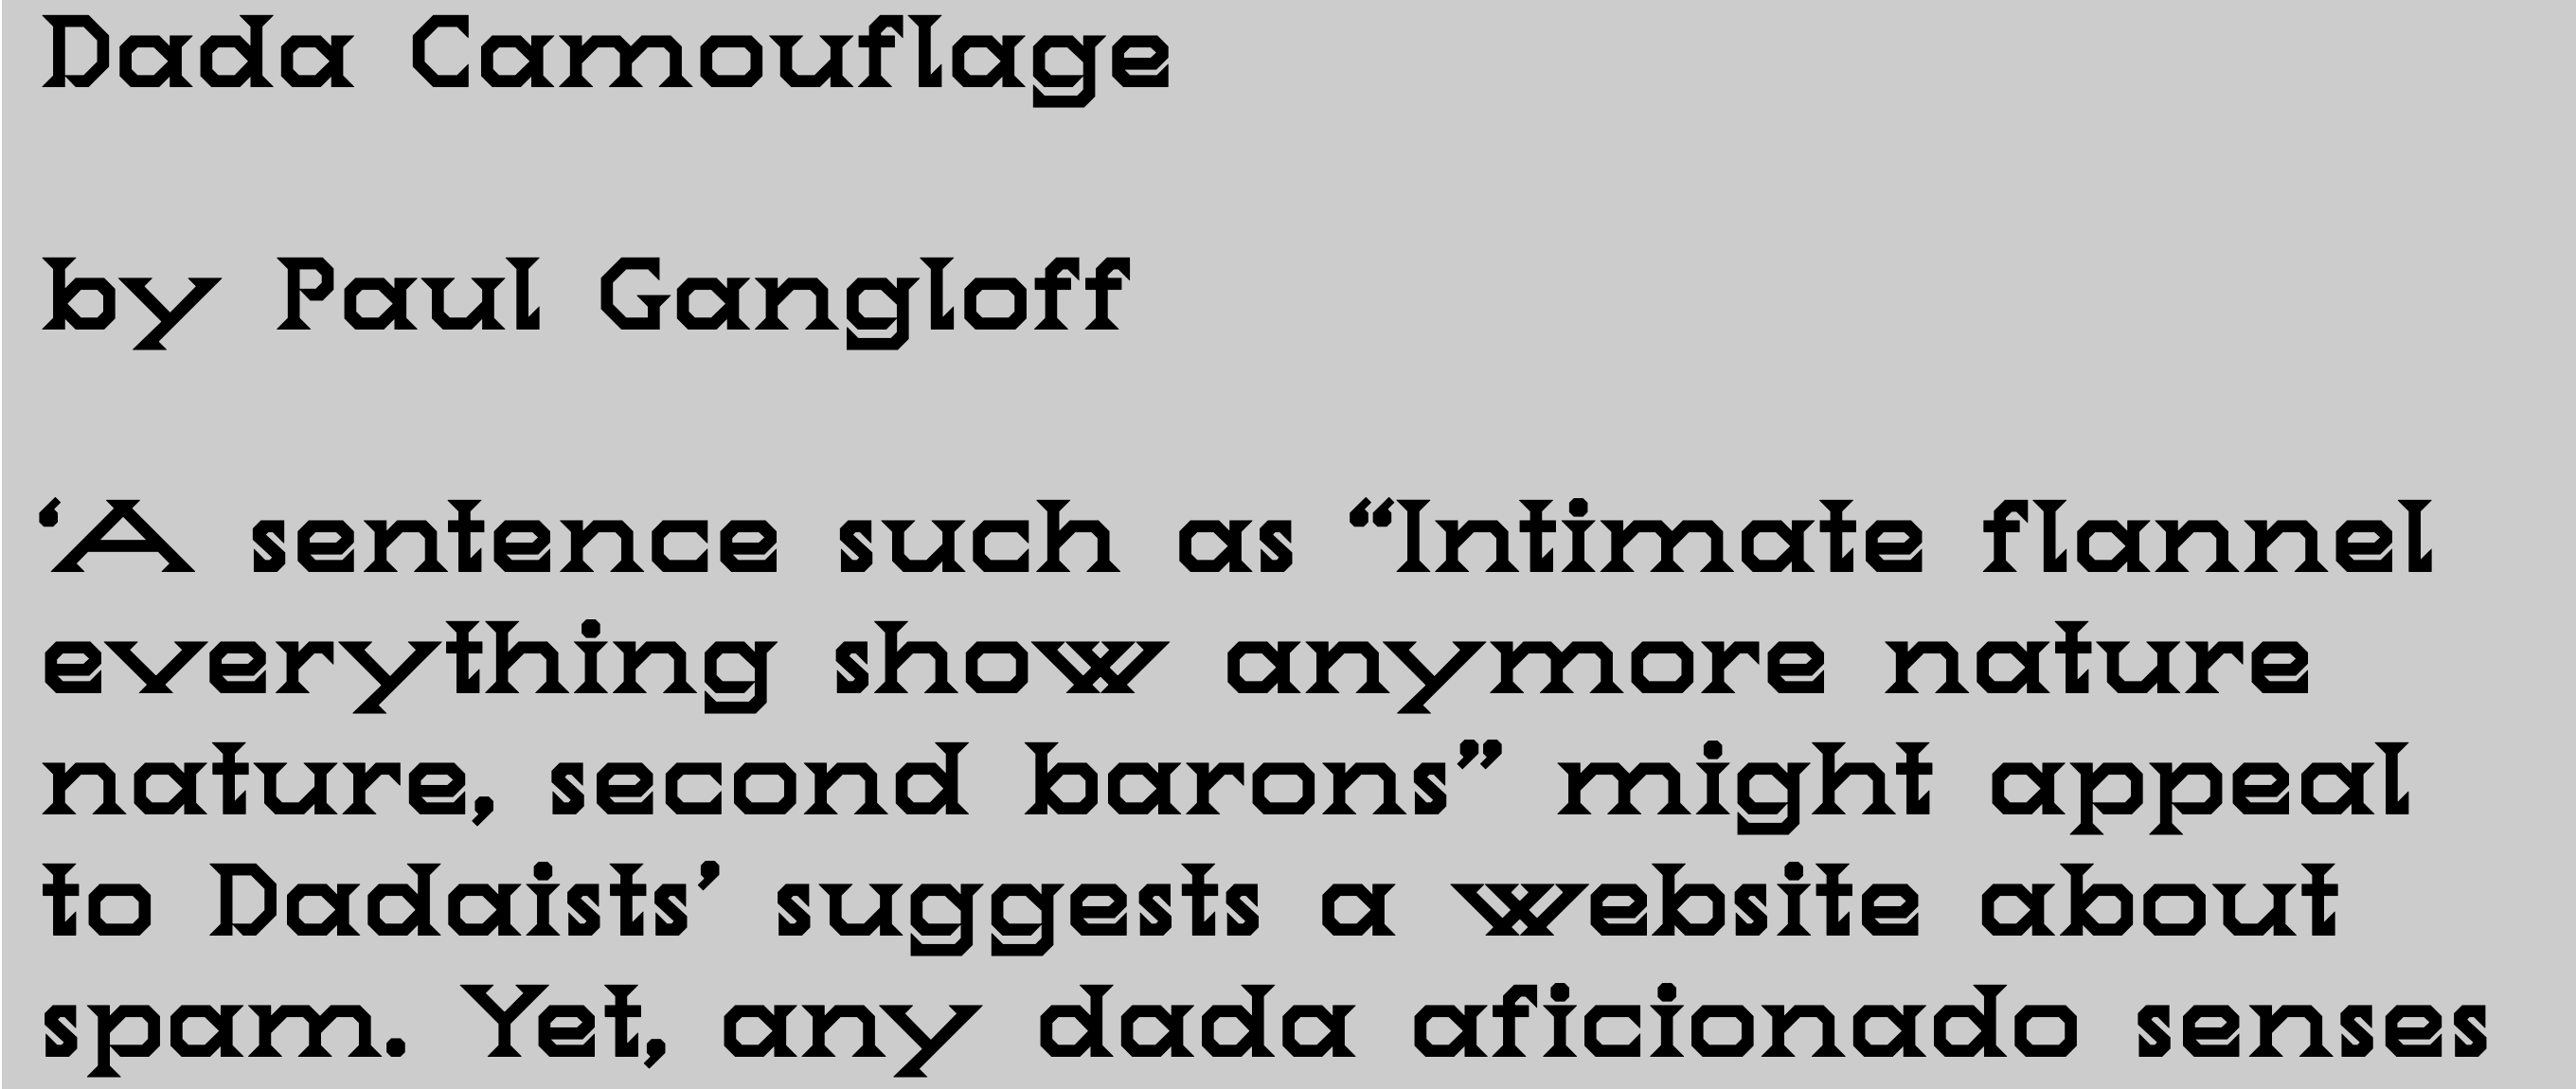 Dada Camouflage
by Paul Gangloff
‘A sentence such as “Intimate flannel
everything show anymore nature
nature, second barons” might appeal
to Dadaists’ suggests a website about
spam. Yet, any dada aficionado senses